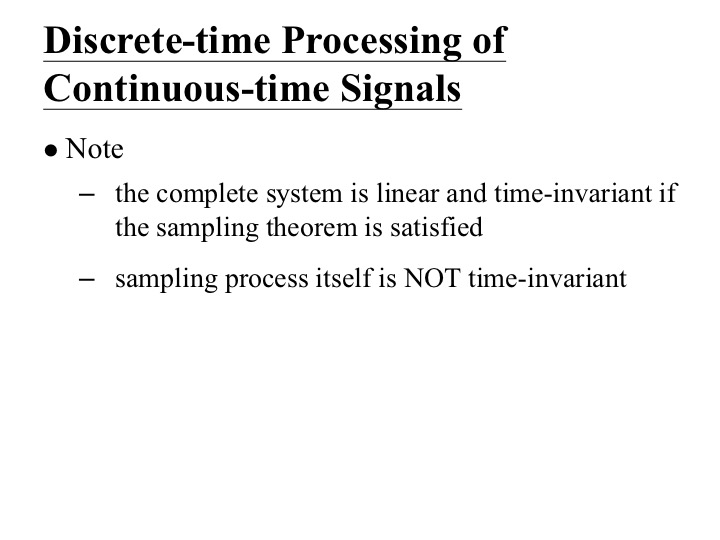 Discrete-time Processing of
Continuous-time Signals
● Note
– the complete system is linear and time-invariant if
the sampling theorem is satisfied
– sampling process itself is NOT time-invariant